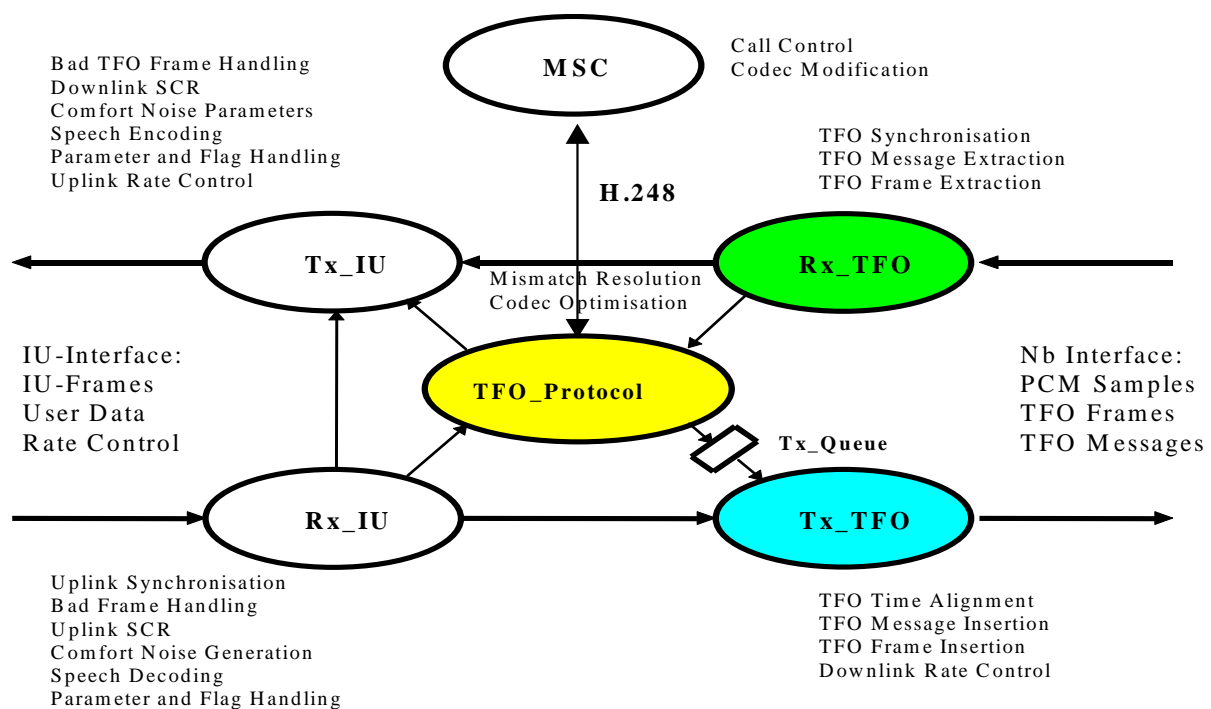 Bad TFO Frame Handling
Downlink SCR
Comfort Noise Parameters
Speech Encoding
Parameter and Flag Handling
Uplink Rate Control
MSC
Call Control
Codec Modification
H.248
TFO Synchronisation
TFO Message Extraction
TFO Frame Extraction
Tx_IU
Rx_TFO
Mismatch Resolution
Codec Optimisation
IU-Interface:
IU-Frames
User Data
Rate Control
TFO_Protocol
Nb Interface:
PCM Samples
TFO Frames
TFO Messages
Tx_Queue
Rx_IU
Tx_TFO
Uplink Synchronisation
Bad Frame Handling
Uplink SCR
Comfort Noise Generation
Speech Decoding
Parameter and Flag Handling
TFO Time Alignment
TFO Message Insertion
TFO Frame Insertion
Downlink Rate Control